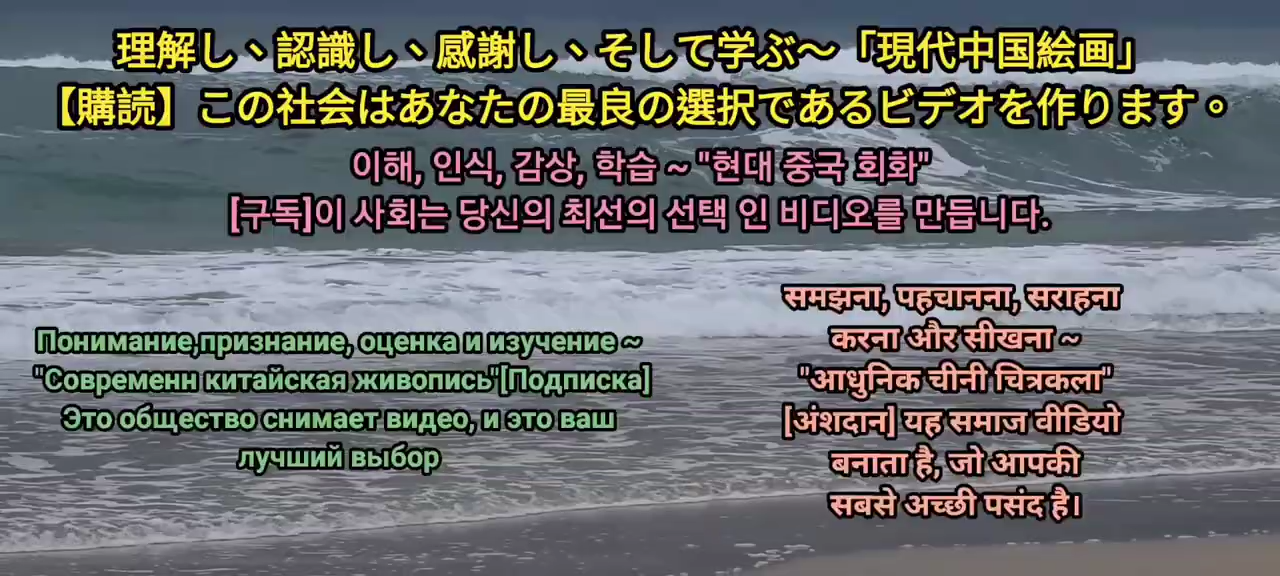 理解し、認識し、感謝し、そして学ぶ～「現代中国絵画」
【購読】この社会はあなたの最良の選択であるビデオを作ります。
이해, 인식, 감상, 학습 ~ "현대 중국 회화"
[구독]이 사회는 당신의 최선의 선택 인 비디오를 만듭니다.
Понимание,признание, оценка и изучение ~
"Современн китайская живопись"[Подписка]
Это общество снимает видео, и это ваш
лучший выбор
समझना, पहचानना, सराहना
करना और सीखना ~
"आधुनिक चीनी चित्रकला"
[अंशदान] यह समाज वीडियो
बनाता है, जो आपकी
सबसे अच्छी पसंद है।